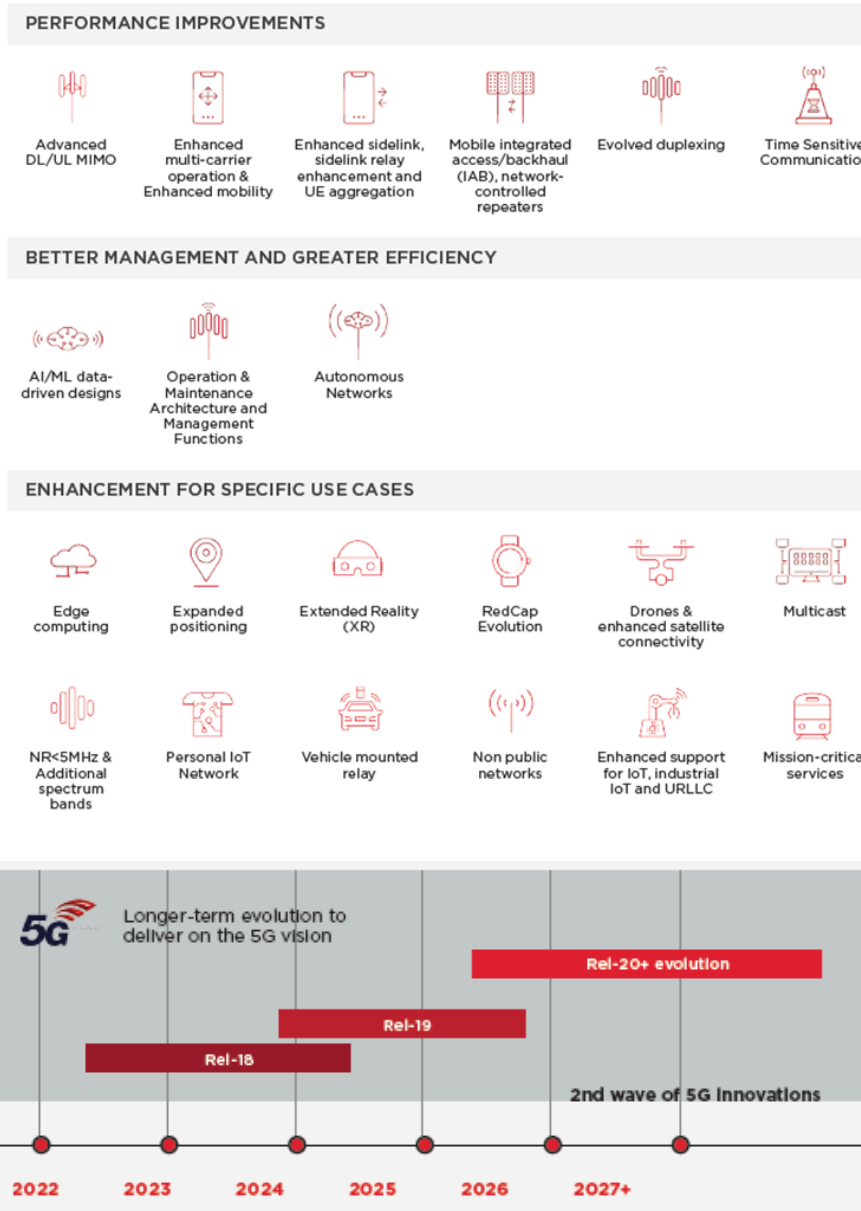 PERFORMANCE IMPROVEMENTS
Advanced
DL/UL MIMO
Enhanced
multi-carrier
operation &
Enhanced mobility
Enhanced sidelink,
sidelink relay
enhancement and
UE aggregation
Mobile integrated
access/backhaul
(IAB), network-
controlled
repeaters
Evolved duplexing
Time Sensitive
Communicatio
BETTER MANAGEMENT AND GREATER EFFICIENCY
AI/ML data-
driven designs
Operation &
Maintenance
Architecture and
Management
Functions
Autonomous
Networks
ENHANCEMENT FOR SPECIFIC USE CASES
Edge
computing
Expanded
positioning
Extended Reality
(XR)
RedCap
Evolution
Drones &
enhanced satellite
connectivity
Multicast
NR<5MHz &
Additional
spectrum
bands
Personal IoT
Network
Vehicle mounted
relay
Non public
networks
Enhanced support
for IoT, industrial
IoT and URLLC
Mission-critica
services
5G
Longer-term evolution to
deliver on the 5G vision
Rel-20+ evolution
Rel-19
Rel-18
2nd wave of 5G innovations
2022 2023 2024 2025 2026 2027+